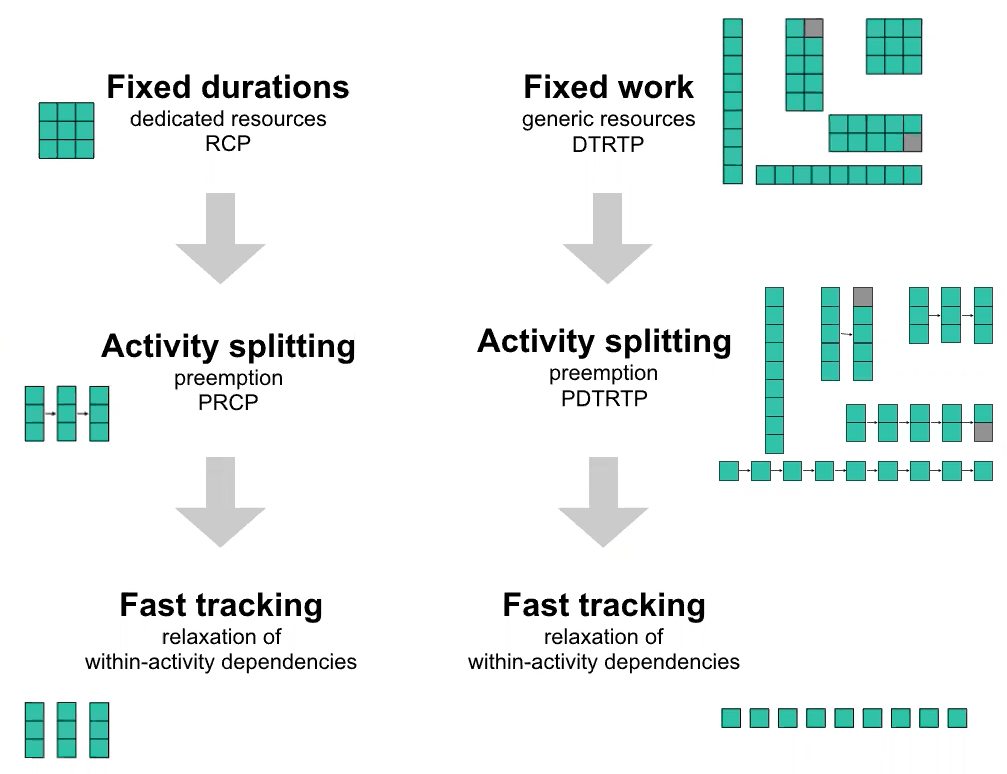 Fixed durations
dedicated resources
RCP
Fixed work
generic resources
DTRTP
Activity splitting
preemption
PRCP
Activity splitting
preemption
PDTRTP
Fast tracking
relaxation of
within-activity dependencies
Fast tracking
relaxation of
within-activity dependencies